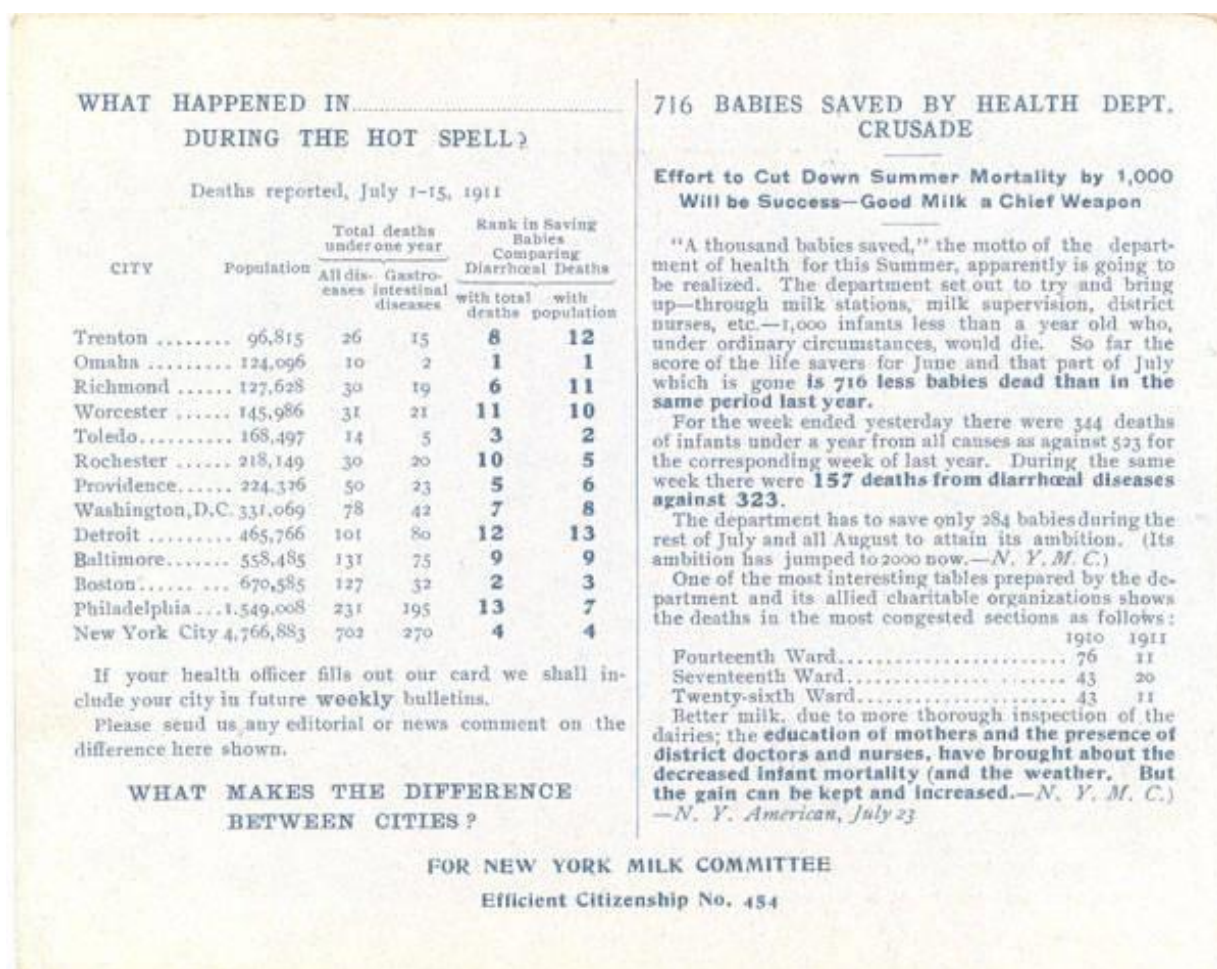 WHAT HAPPENED IN........................................
DURING THE HOT SPELL?
Deaths reported, July 1-15, 1911
CITY
Population
Total deaths
under one year
All dis-
eases
Gastro-
intestinal
diseases
Rank in Saving
Babies
Comparing
Diarrhœal Deaths
with total
deaths
with
population
Trenton ........ 96,815 26 15 8 12
Omaha ......... 124,096 10 2 1 1
Richmond ...... 127,628 30 19 6 11
Worcester ...... 145,986 31 21 11 10
Toledo.......... 168,497 14 5 3 2
Rochester ...... 218,149 30 20 10 5
Providence...... 224,326 50 23 5 6
Washington,D.C. 331,069 78 42 7 8
Detroit ......... 465,766 101 80 12 13
Baltimore....... 558,485 131 75 9 9
Boston...... ... 670,585 127 32 2 3
Philadelphia ...1,549,008 231 195 13 7
New York City 4,766,883 702 270 4 4
If your health officer fills out our card we shall in-
clude your city in future weekly bulletins.
Please send us any editorial or news comment on the
difference here shown.
WHAT MAKES THE DIFFERENCE
BETWEEN CITIES?
716 BABIES SAVED BY HEALTH DEPT.
CRUSADE
Effort to Cut Down Summer Mortality by 1,000
Will be Success—Good Milk a Chief Weapon
"A thousand babies saved," the motto of the depart-
ment of health for this Summer, apparently is going to
be realized. The department set out to try and bring
up—through milk stations, milk supervision, district
nurses, etc.—1,000 infants less than a year old who,
under ordinary circumstances, would die. So far the
score of the life savers for June and that part of July
which is gone is 716 less babies dead than in the
same period last year.
For the week ended yesterday there were 344 deaths
of infants under a year from all causes as against 523 for
the corresponding week of last year. During the same
week there were 157 deaths from diarrhœal diseases
against 323.
The department has to save only 284 babies during the
rest of July and all August to attain its ambition. (Its
ambition has jumped to 2000 now.—N. Y. M. C.)
One of the most interesting tables prepared by the de-
partment and its allied charitable organizations shows
the deaths in the most congested sections as follows:
1910 1911
Fourteenth Ward........................ 76 11
Seventeenth Ward................ ....... 43 20
Twenty-sixth Ward...................... 43 11
Better milk, due to more thorough inspection of the
dairies; the education of mothers and the presence of
district doctors and nurses, have brought about the
decreased infant mortality (and the weather. But
the gain can be kept and increased.—N. Y. M. C.)
—N. Y. American, July 23
FOR NEW YORK MILK COMMITTEE
Efficient Citizenship No. 454